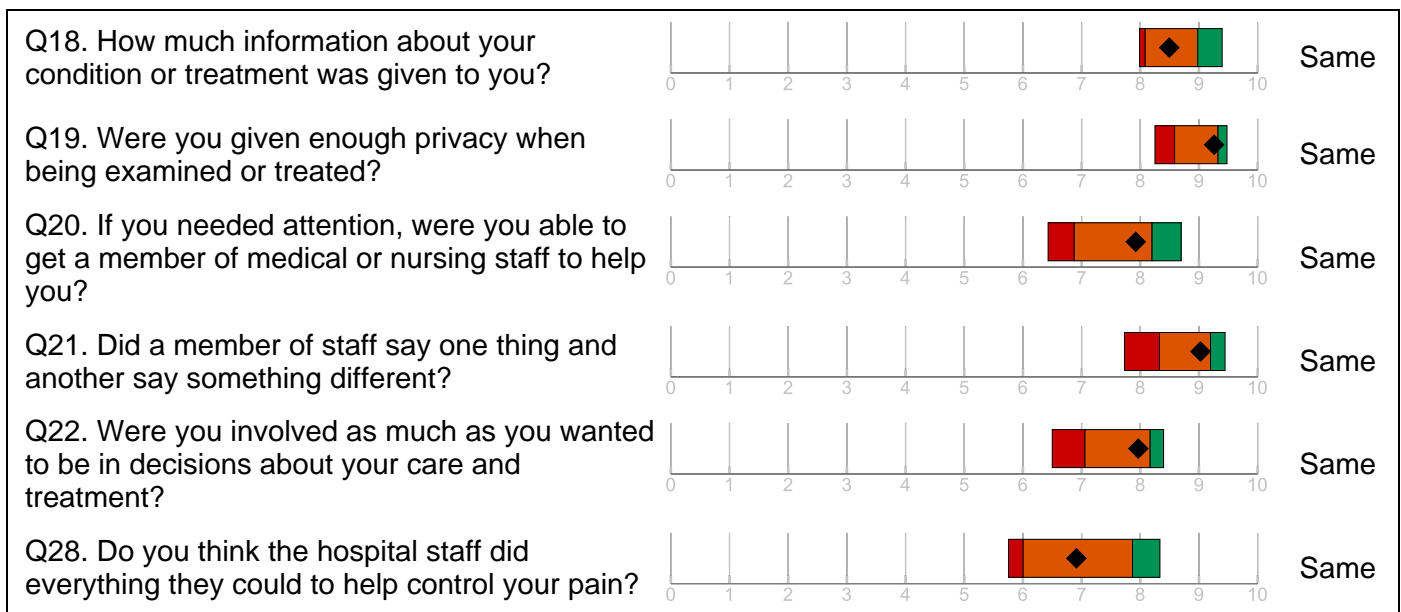 Q18. How much information about your
condition or treatment was given to you?
0 1 2 3 4 5 6 7 8 9 10
Same
Q19. Were you given enough privacy when
being examined or treated?
0 1 2 3 4 5 6 7 8 9 10
Same
Q20. If you needed attention, were you able to
get a member of medical or nursing staff to help
you?
0 1 2 3 4 5 6 7 8 9 10
Same
Q21. Did a member of staff say one thing and
another say something different?
0 1 2 3 4 5 6 7 8 9 10
Same
Q22. Were you involved as much as you wanted
to be in decisions about your care and
treatment?
0 1 2 3 4 5 6 7 8 9 10
Same
Q28. Do you think the hospital staff did
everything they could to help control your pain?
0 1 2 3 4 5 6 7 8 9 10
Same